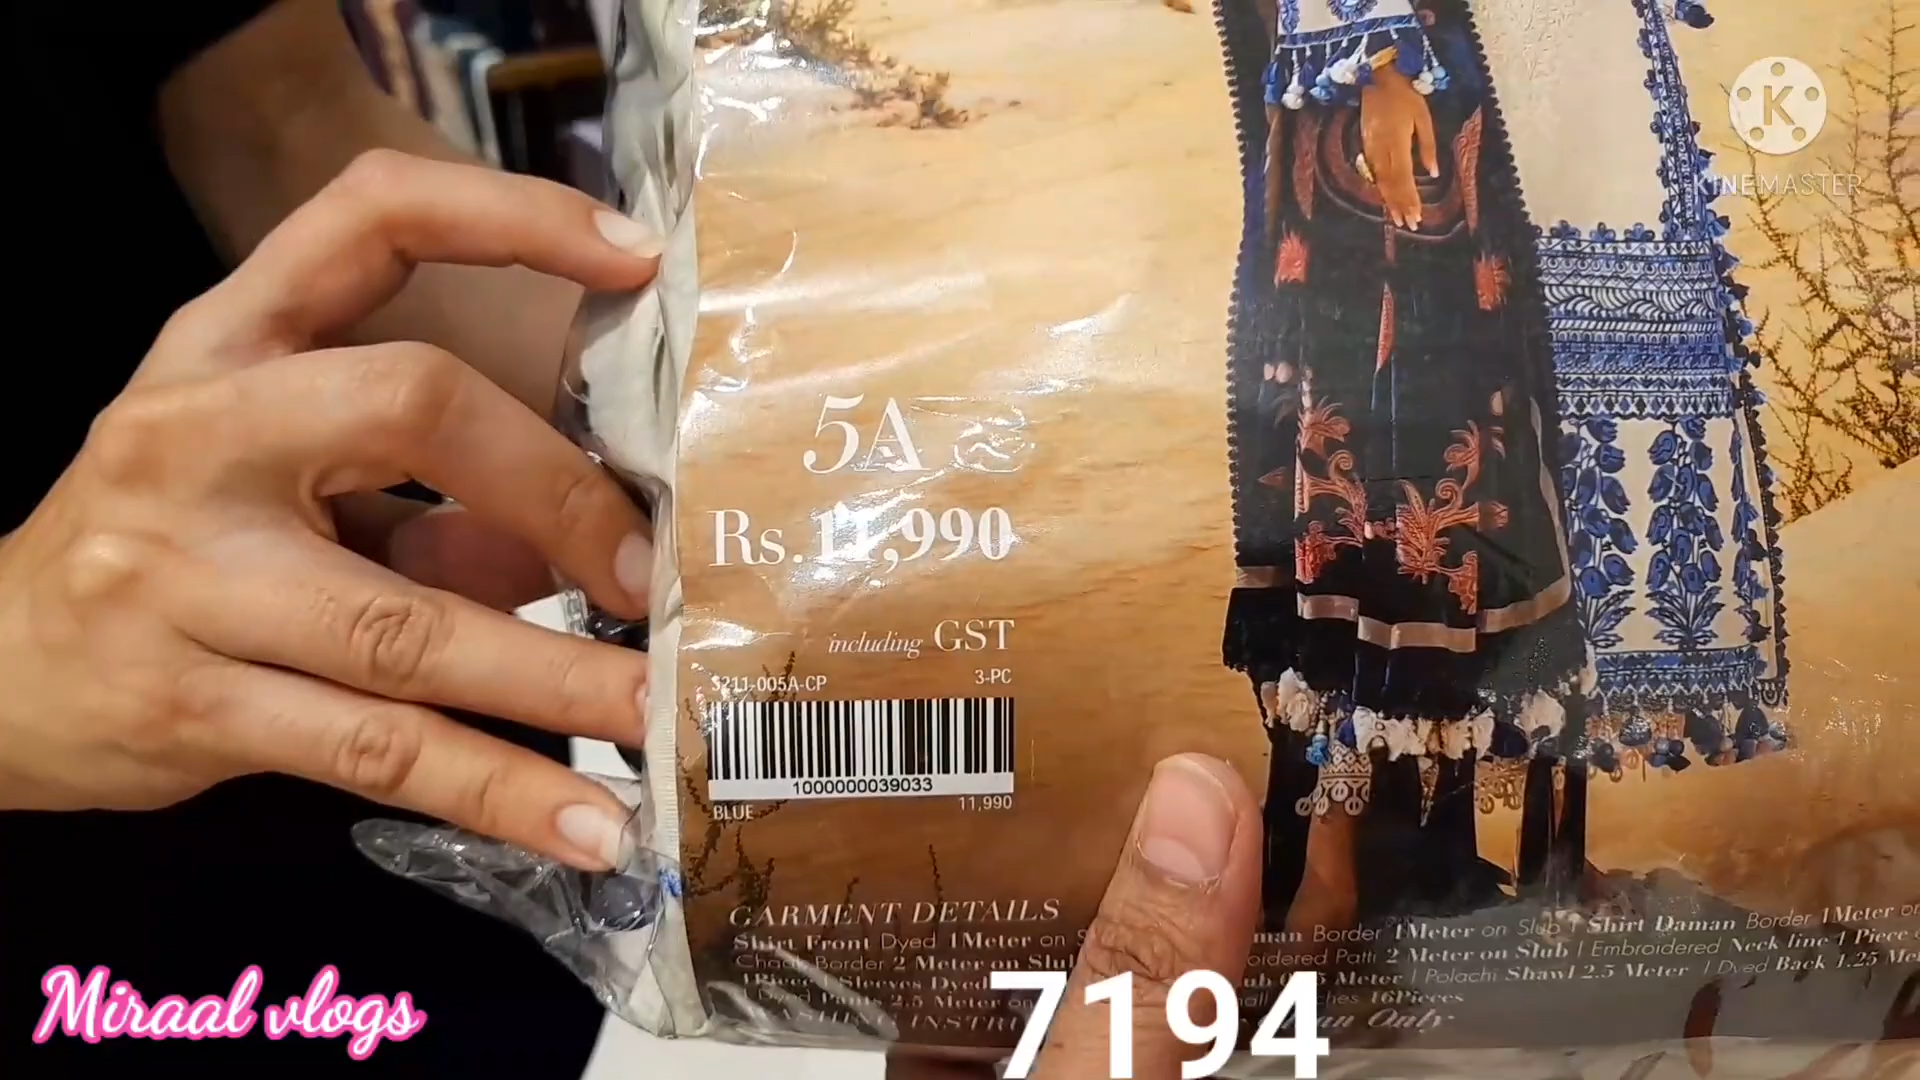 KINEMASTER
5A
Rs.11,990
including GST
S211-005A-CP 3-PC
1000000039033
BLUE 11,990
GARMENT DETAILS
Shirt Front Dyed 1Meter on Border 1Meter on Slub | Shirt Daman Border 1Meter
Border 2 Meter on Slub Patti 2 Meter on Slub | Embroidered Neck line 1 Piece
Sleeves Dyed Meter | Polachi Shawl 2.5 Meter | Dyed Back 1.25
Dyed Pants 2.5 Meter on 16Pieces
Only
7194
Miraal vlogs